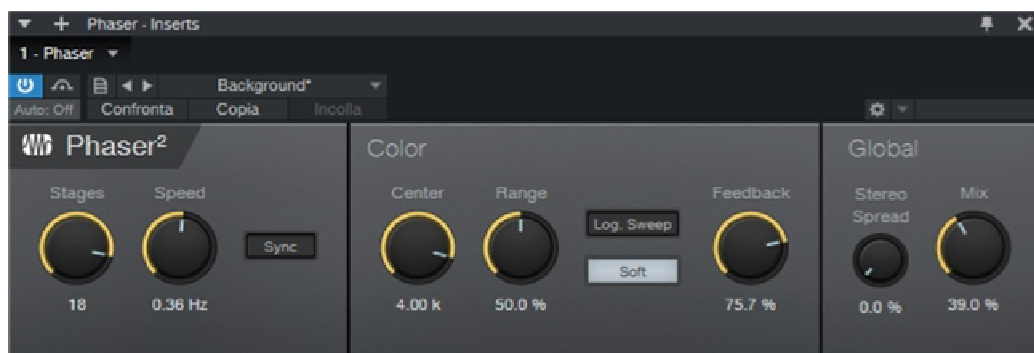 Phaser - Inserts
1 - Phaser
Background*
Auto: Off Confronta Copia Incolla
Phaser² Color Global
Stages Speed Center Range Feedback Stereo Spread Mix
Sync Log. Sweep
Soft
18 0.36 Hz 4.00 k 50.0 % 75.7 % 0.0 % 39.0 %